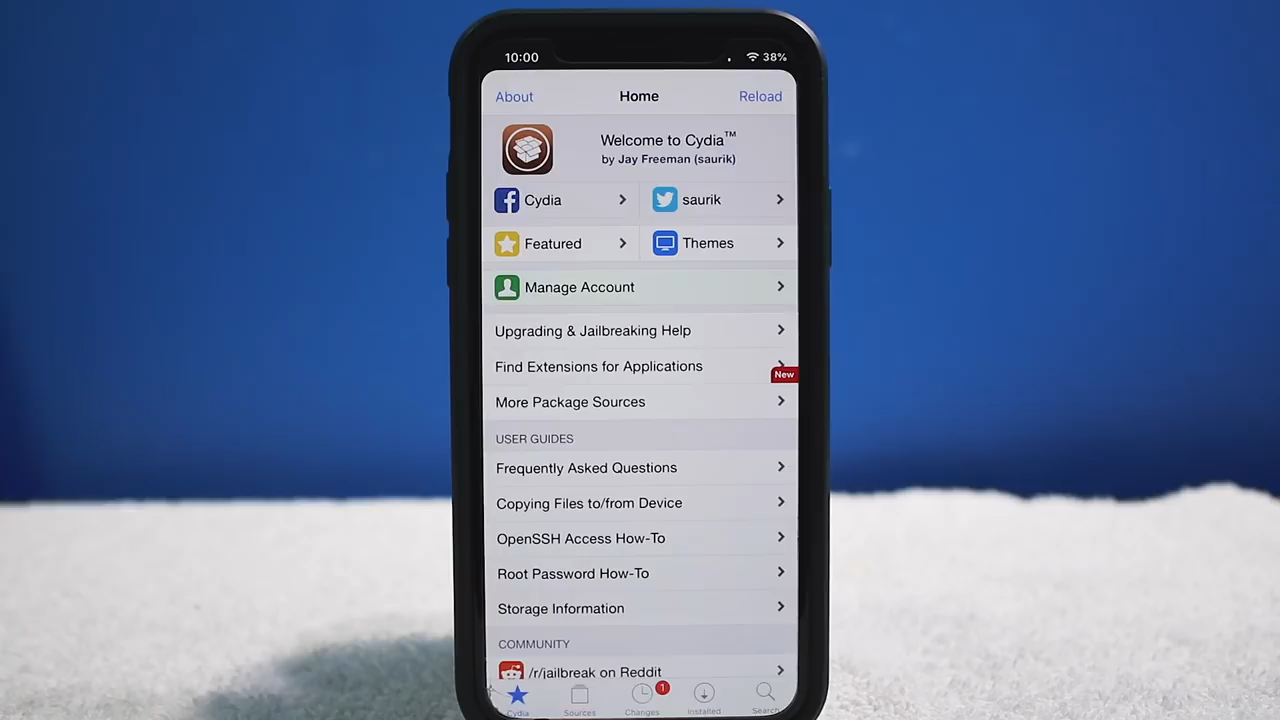 10:00
38%
About
Home
Reload
Welcome to Cydia™
by Jay Freeman (saurik)
Cydia
saurik
Featured
Themes
Manage Account
Upgrading & Jailbreaking Help
Find Extensions for Applications
New
More Package Sources
USER GUIDES
Frequently Asked Questions
Copying Files to/from Device
OpenSSH Access How-To
Root Password How-To
Storage Information
COMMUNITY
/r/jailbreak on Reddit
1
Cydia
Sources
Changes
Installed
Search